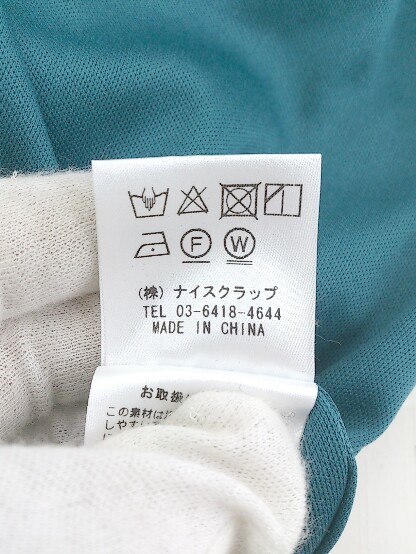 F W
(株) ナイスクラップ
TEL 03-6418-4644
MADE IN CHINA
お取扱
この素材は
しやすい